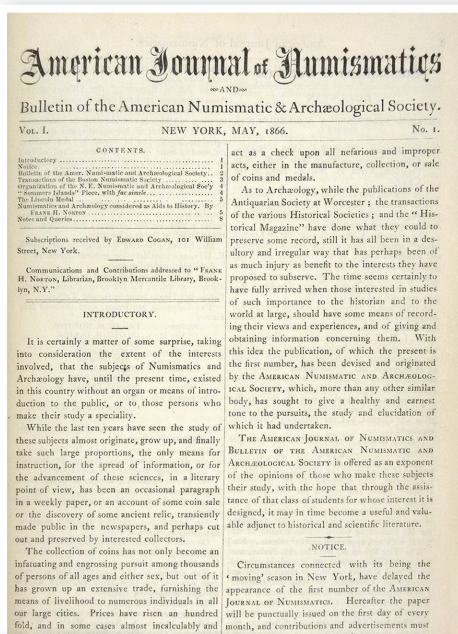 American Journal of Numismatics
AND
Bulletin of the American Numismatic & Archæological Society.
Vol. I. NEW YORK, MAY, 1866. No. 1.
CONTENTS.
Introductory 1
Notice 1
Bulletin of the Amer. Numismatic and Archæological Society 2
Transactions of the Boston Numismatic Society 3
Organization of the N. E. Numismatic and Archæological Soc'y 4
"Sommers Islands" Piece, with fac simile 4
The Lincoln Medal 5
Numismatics and Archæology considered as Aids to History. By
Frank H. Norton 5
Notes and Queries 8
Subscriptions received by Edward Cogan, 101 William
Street, New York.
Communications and Contributions addressed to "Frank
H. Norton, Librarian, Brooklyn Mercantile Library, Brook-
lyn, N.Y."
INTRODUCTORY.
It is certainly a matter of some surprise, taking
into consideration the extent of the interests
involved, that the subjects of Numismatics and
Archæology have, until the present time, existed
in this country without an organ or means of intro-
duction to the public, or to those persons who
make their study a speciality.
While the last ten years have seen the study of
these subjects almost originate, grow up, and finally
take such large proportions, the only means for
instruction, for the spread of information, or for
the advancement of these sciences, in a literary
point of view, has been an occasional paragraph
in a weekly paper, or an account of some coin sale
or the discovery of some ancient relic, transiently
made public in the newspapers, and perhaps cut
out and preserved by interested collectors.
The collection of coins has not only become an
infatuating and engrossing pursuit among thousands
of persons of all ages and either sex, but out of it
has grown up an extensive trade, furnishing the
means of livelihood to numerous individuals in all
our large cities. Prices have risen an hundred
fold, and in some cases almost incalculably and
act as a check upon all nefarious and improper
acts, either in the manufacture, collection, or sale
of coins and medals.
As to Archæology, while the publications of the
Antiquarian Society at Worcester; the transactions
of the various Historical Societies; and the "His-
torical Magazine" have done what they could to
preserve some record, still it has all been in a des-
ultory and irregular way that has perhaps been of
as much injury as benefit to the interests they have
proposed to subserve. The time seems certainly to
have fully arrived when those interested in studies
of such importance to the historian and to the
world at large, should have some means of record-
ing their views and experiences, and of giving and
obtaining information concerning them. With
this idea the publication, of which the present is
the first number, has been devised and originated
by the American Numismatic and Archæolog-
ical Society, which, more than any other similar
body, has sought to give a healthy and earnest
tone to the pursuits, the study and elucidation of
which it had undertaken.
The American Journal of Numismatics and
Bulletin of the American Numismatic and
Archæological Society is offered as an exponent
of the opinions of those who make these subjects
their study, with the hope that through the assis-
tance of that class of students for whose interest it is
designed, it may in time become a useful and valu-
able adjunct to historical and scientific literature.
NOTICE.
Circumstances connected with its being the
'moving' season in New York, have delayed the
appearance of the first number of the American
Journal of Numismatics. Hereafter the paper
will be punctually issued on the first day of every
month, and contributions and advertisements must